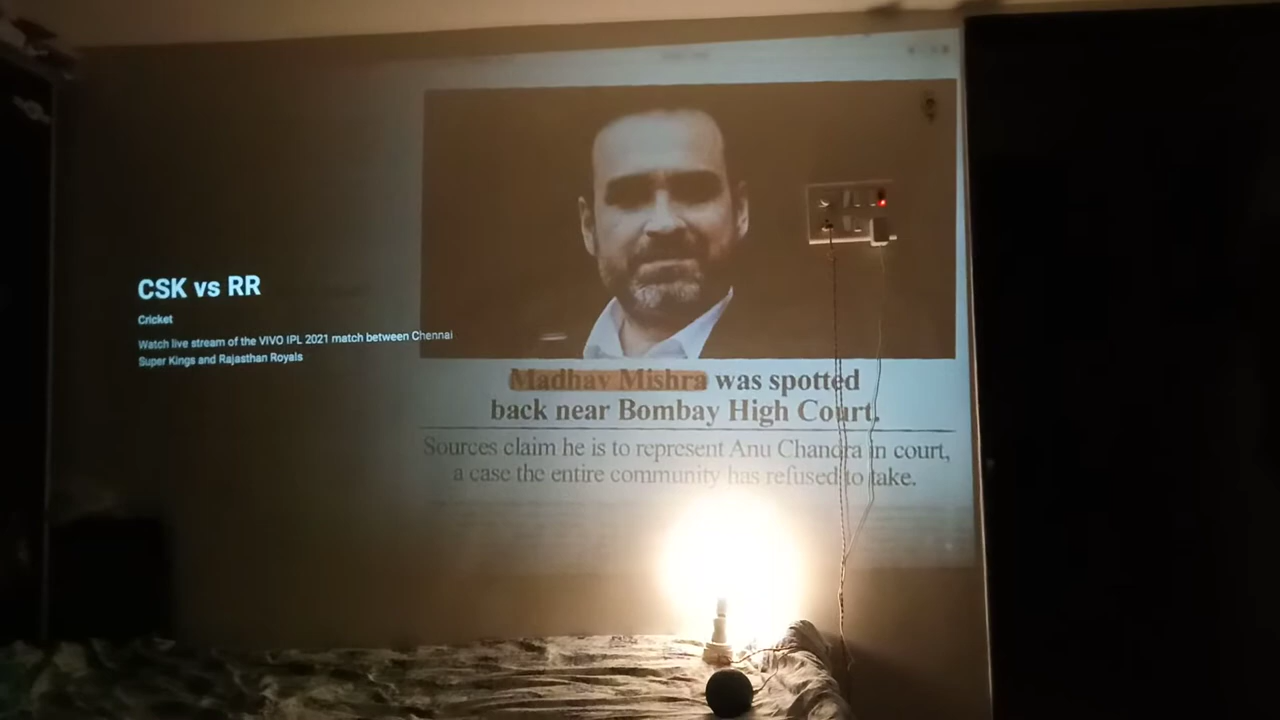 CSK vs RR
Cricket
Watch live stream of the VIVO IPL 2021 match between Chennai
Super Kings and Rajasthan Royals
Madhav Mishra was spotted
back near Bombay High Court.
Sources claim he is to represent Anu Chandra in court,
a case the entire community has refused to take.